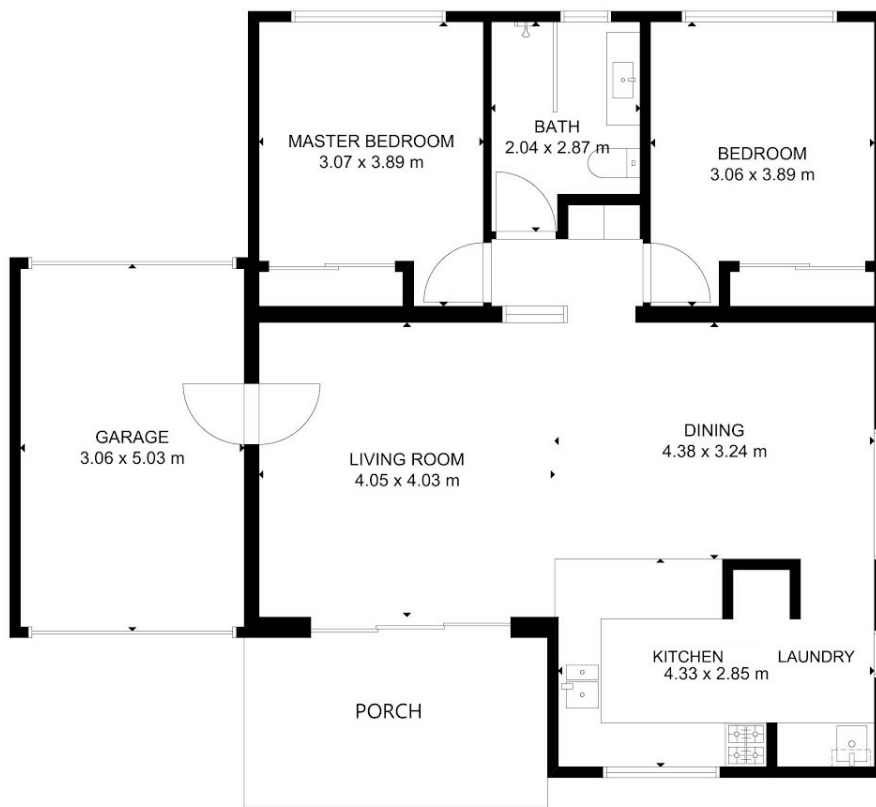 MASTER BEDROOM
3.07 x 3.89 m
BATH
2.04 x 2.87 m
BEDROOM
3.06 x 3.89 m
GARAGE
3.06 x 5.03 m
LIVING ROOM
4.05 x 4.03 m
DINING
4.38 x 3.24 m
KITCHEN
4.33 x 2.85 m
LAUNDRY
PORCH